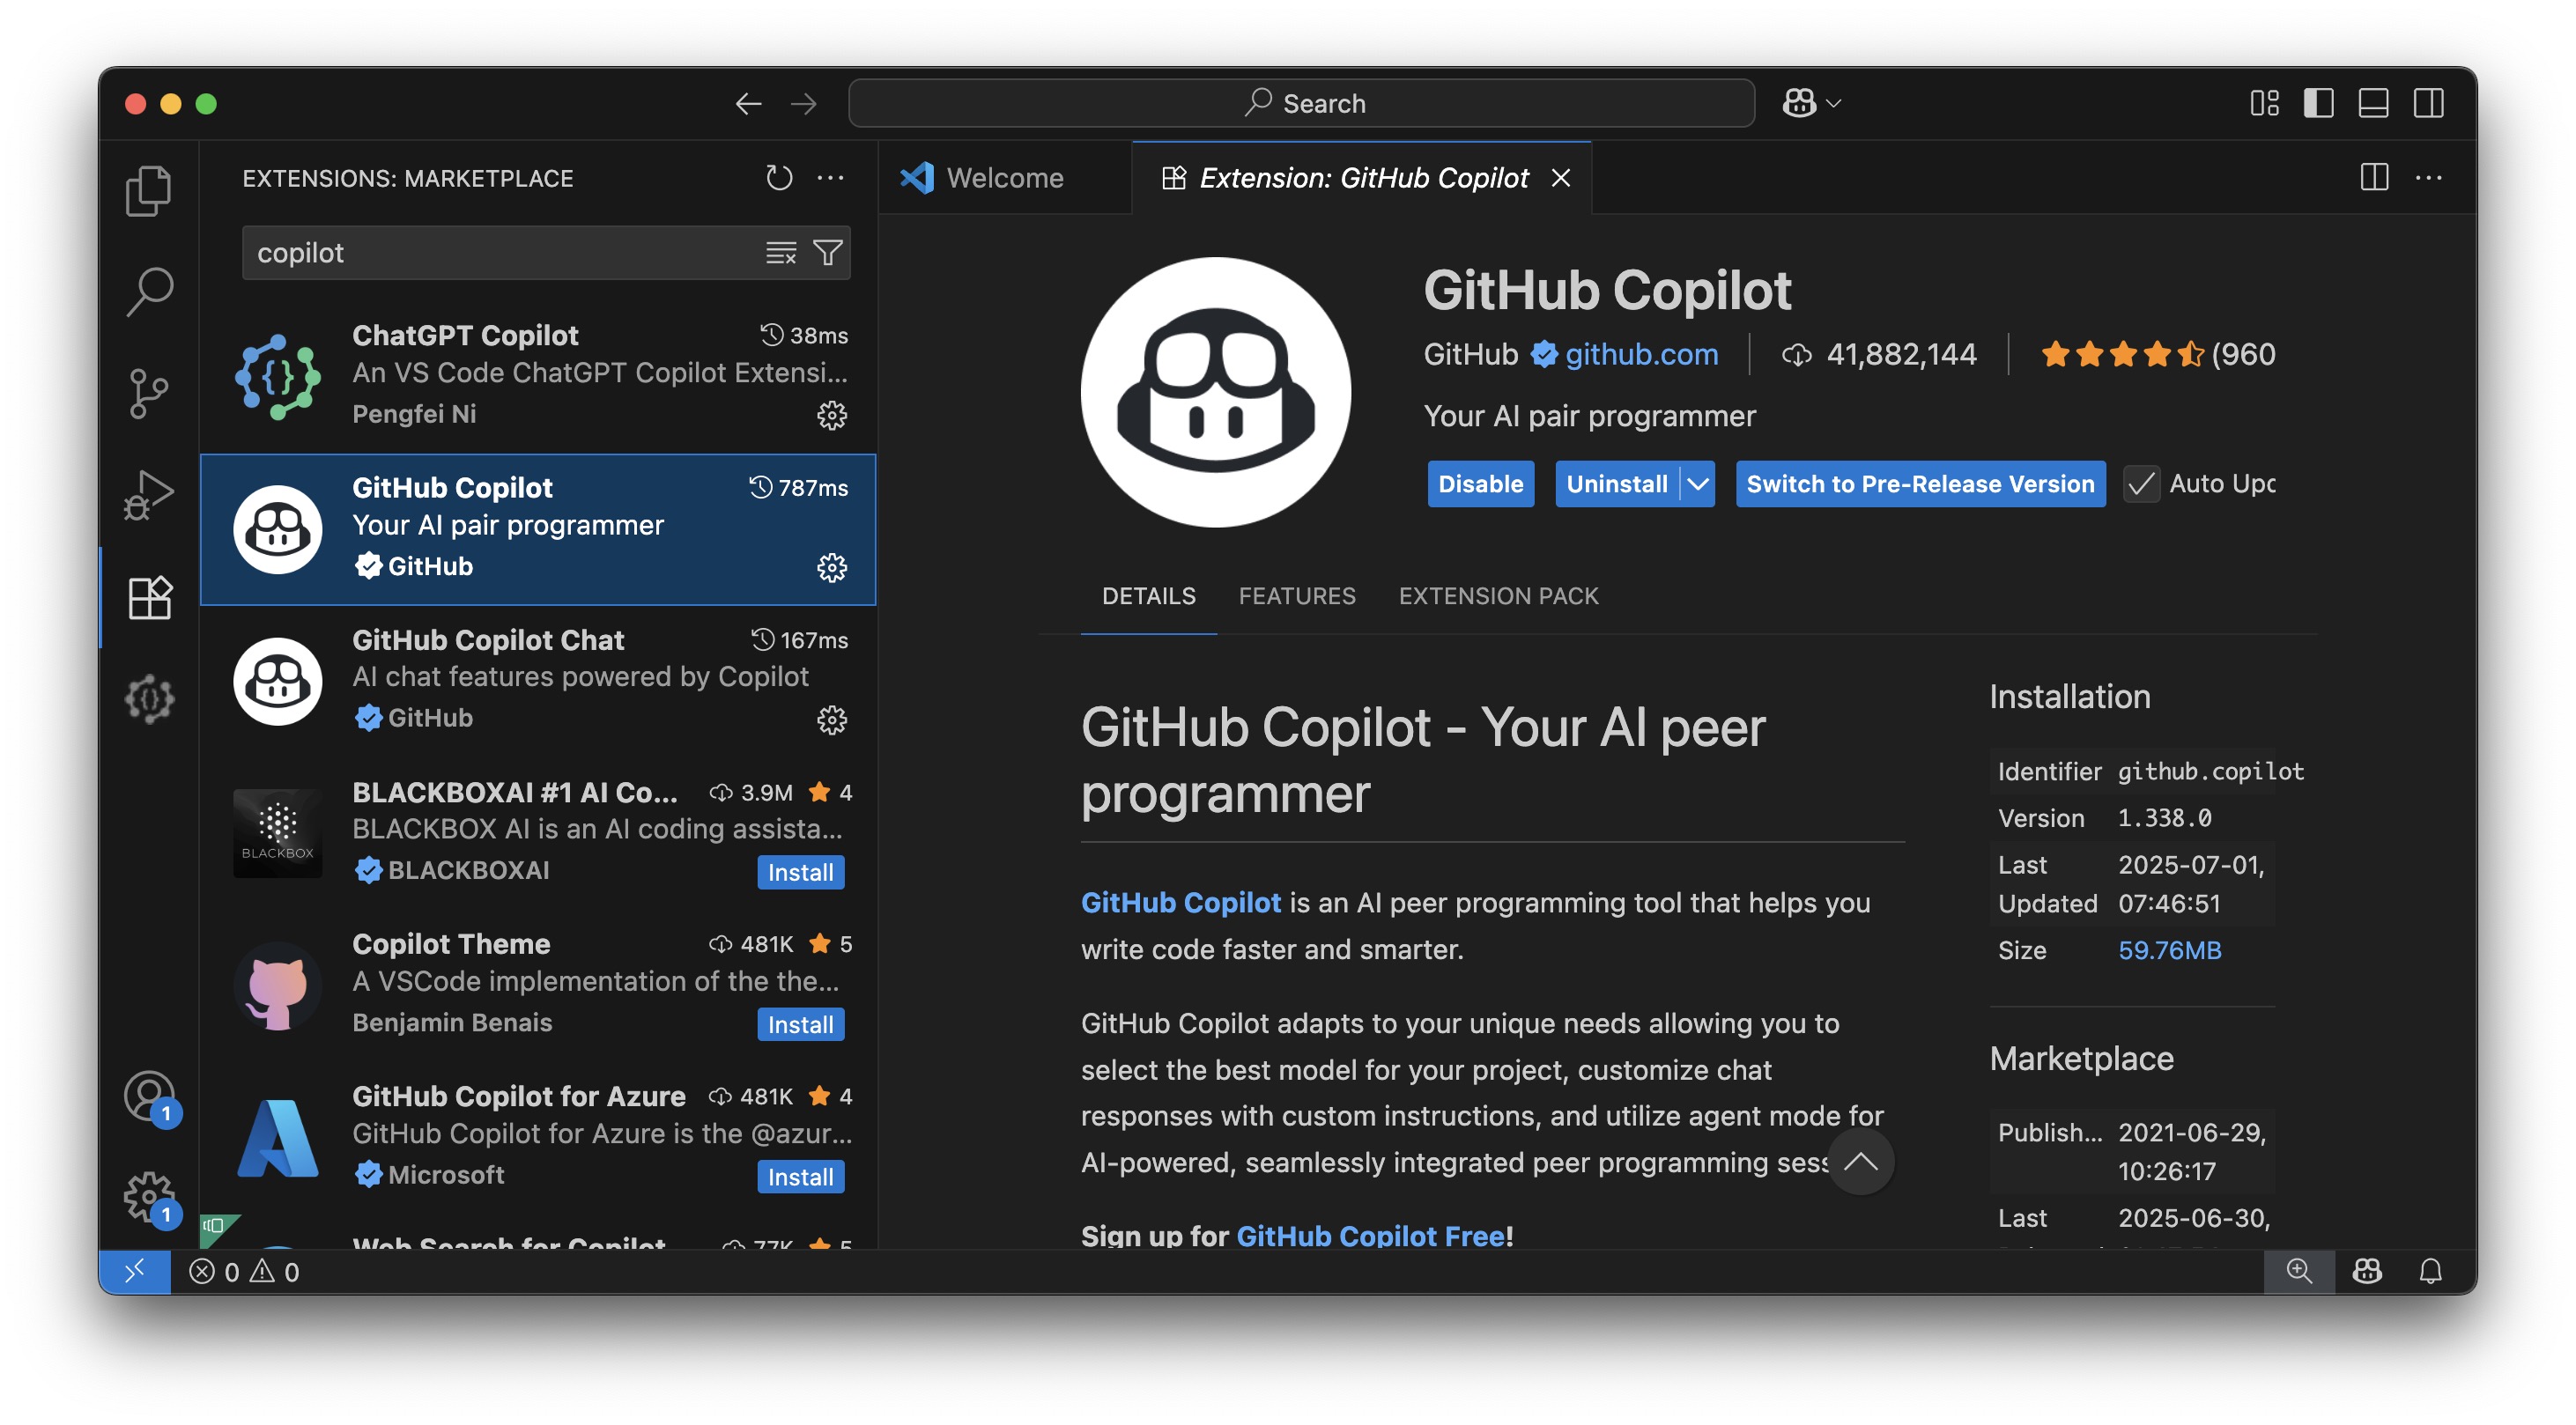 Search
EXTENSIONS: MARKETPLACE
copilot
ChatGPT Copilot 38ms
An VS Code ChatGPT Copilot Extensi...
Pengfei Ni
GitHub Copilot 787ms
Your AI pair programmer
GitHub
GitHub Copilot Chat 167ms
AI chat features powered by Copilot
GitHub
BLACKBOX
BLACKBOXAI #1 AI Co... 3.9M 4
BLACKBOX AI is an AI coding assista...
BLACKBOXAI Install
Copilot Theme 481K 5
A VSCode implementation of the the...
Benjamin Benais Install
GitHub Copilot for Azure 481K 4
GitHub Copilot for Azure is the @azur...
Microsoft Install
Web Search for Copilot 77K 5
1
1
Welcome
Extension: GitHub Copilot
GitHub Copilot
GitHub github.com 41,882,144 (960
Your AI pair programmer
Disable Uninstall Switch to Pre-Release Version Auto Upd
DETAILS FEATURES EXTENSION PACK
GitHub Copilot - Your AI peer
programmer
GitHub Copilot is an AI peer programming tool that helps you
write code faster and smarter.
GitHub Copilot adapts to your unique needs allowing you to
select the best model for your project, customize chat
responses with custom instructions, and utilize agent mode for
AI-powered, seamlessly integrated peer programming sess
Sign up for GitHub Copilot Free!
Installation
Identifier github.copilot
Version 1.338.0
Last 2025-07-01,
Updated 07:46:51
Size 59.76MB
Marketplace
Publish... 2021-06-29,
10:26:17
Last 2025-06-30,
0 0